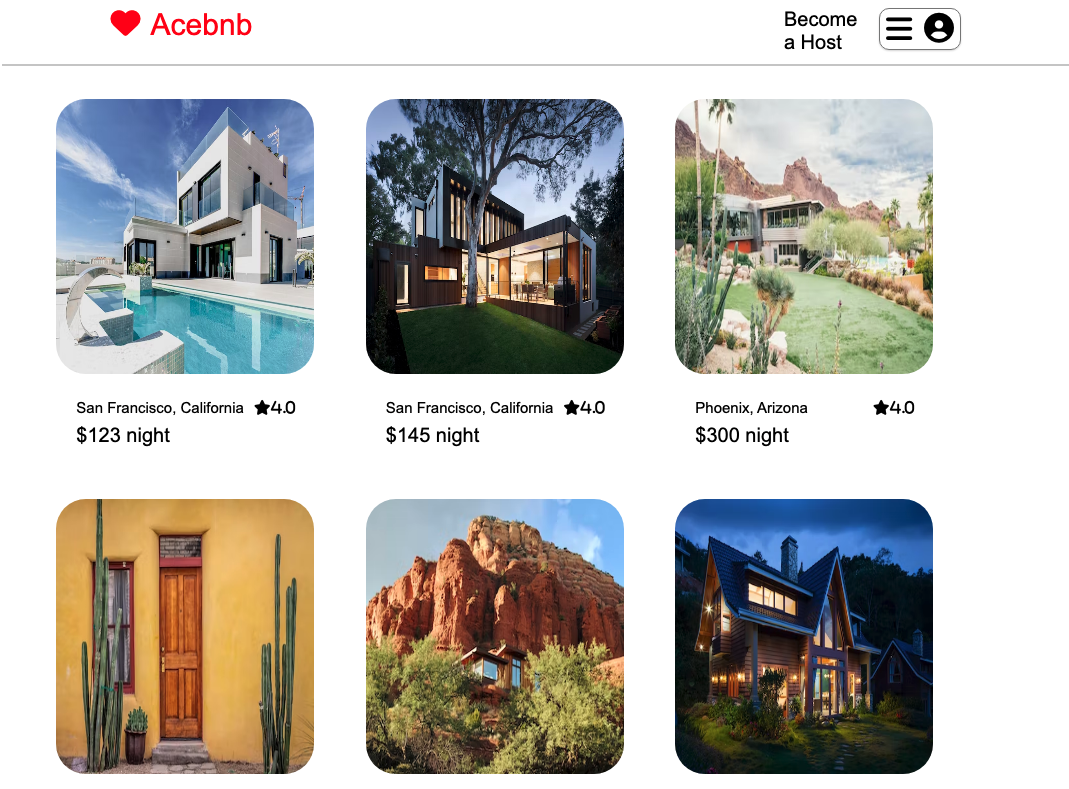 Acebnb
Become
a Host
San Francisco, California ★4.0
$123 night
San Francisco, California ★4.0
$145 night
Phoenix, Arizona ★4.0
$300 night